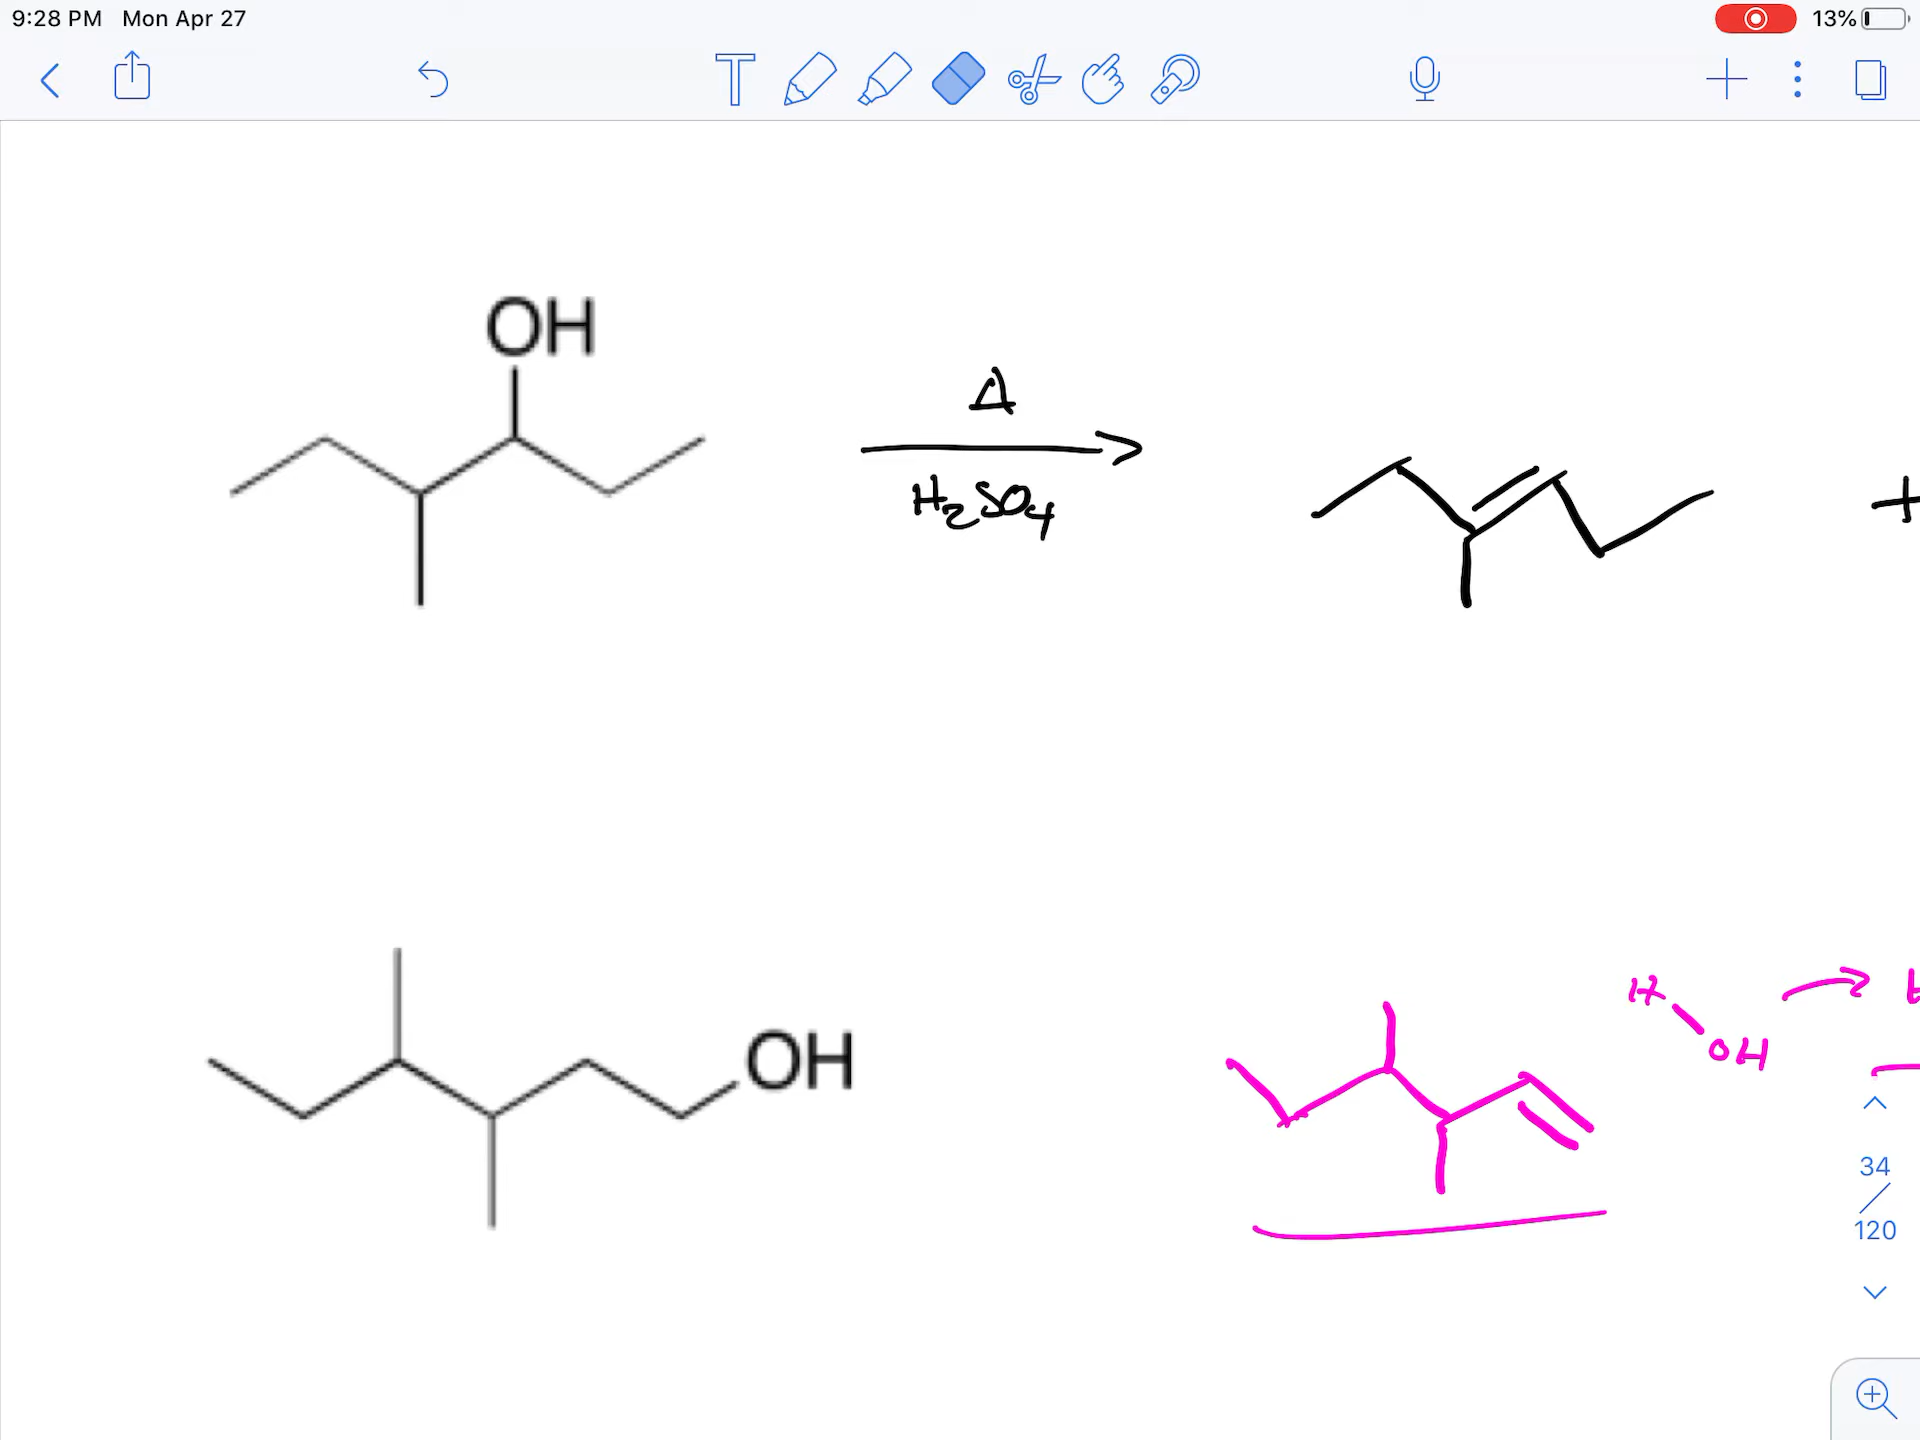 9:28 PM Mon Apr 27
13%
T
OH
Δ
H₂SO₄
+
OH
H
OH
34
/
120